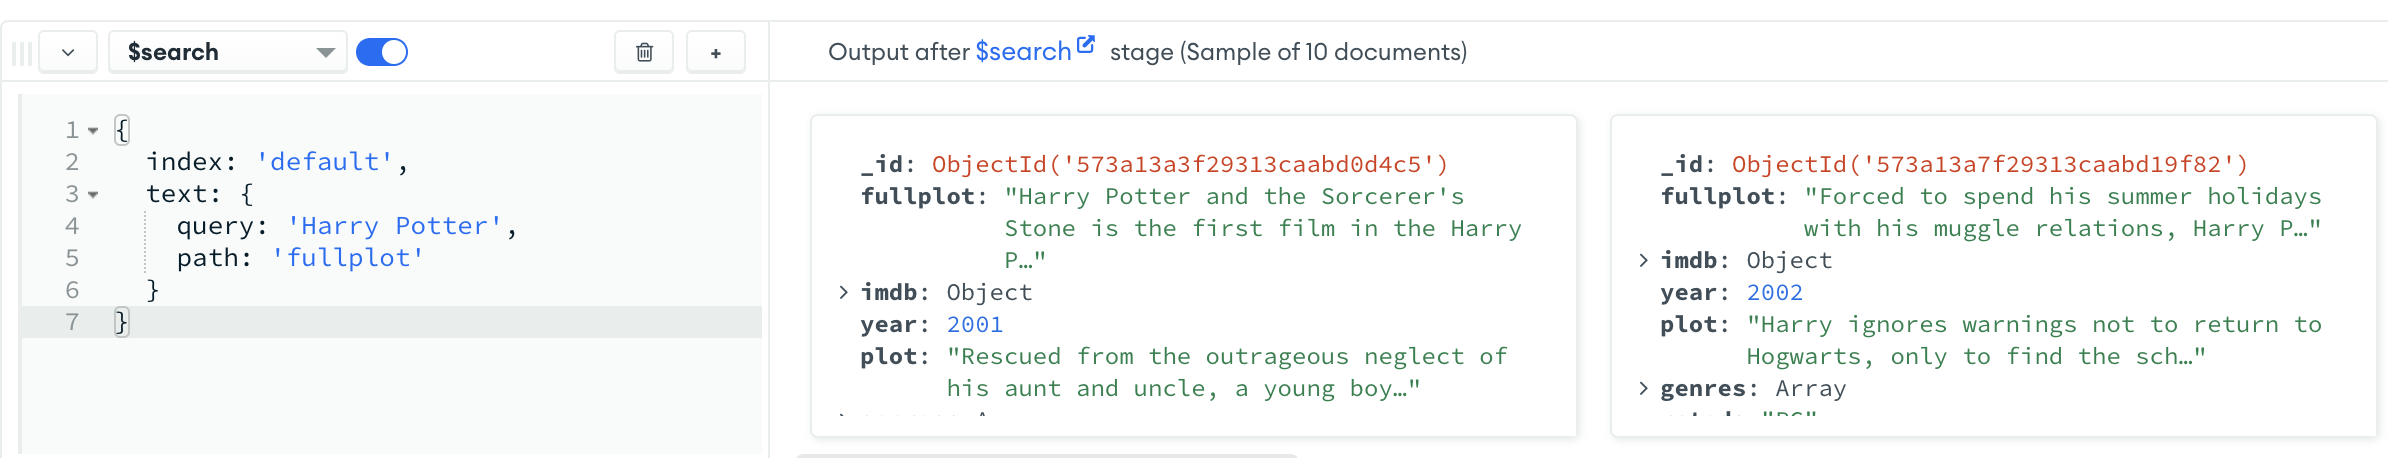 $search
+
Output after $search stage (Sample of 10 documents)
1 {
2 index: 'default',
3 text: {
4 query: 'Harry Potter',
5 path: 'fullplot'
6 }
7 }
_id: ObjectId('573a13a3f29313caabd0d4c5')
fullplot: "Harry Potter and the Sorcerer's
Stone is the first film in the Harry
P…"
imdb: Object
year: 2001
plot: "Rescued from the outrageous neglect of
his aunt and uncle, a young boy…"
_id: ObjectId('573a13a7f29313caabd19f82')
fullplot: "Forced to spend his summer holidays
with his muggle relations, Harry P…"
imdb: Object
year: 2002
plot: "Harry ignores warnings not to return to
Hogwarts, only to find the sch…"
genres: Array